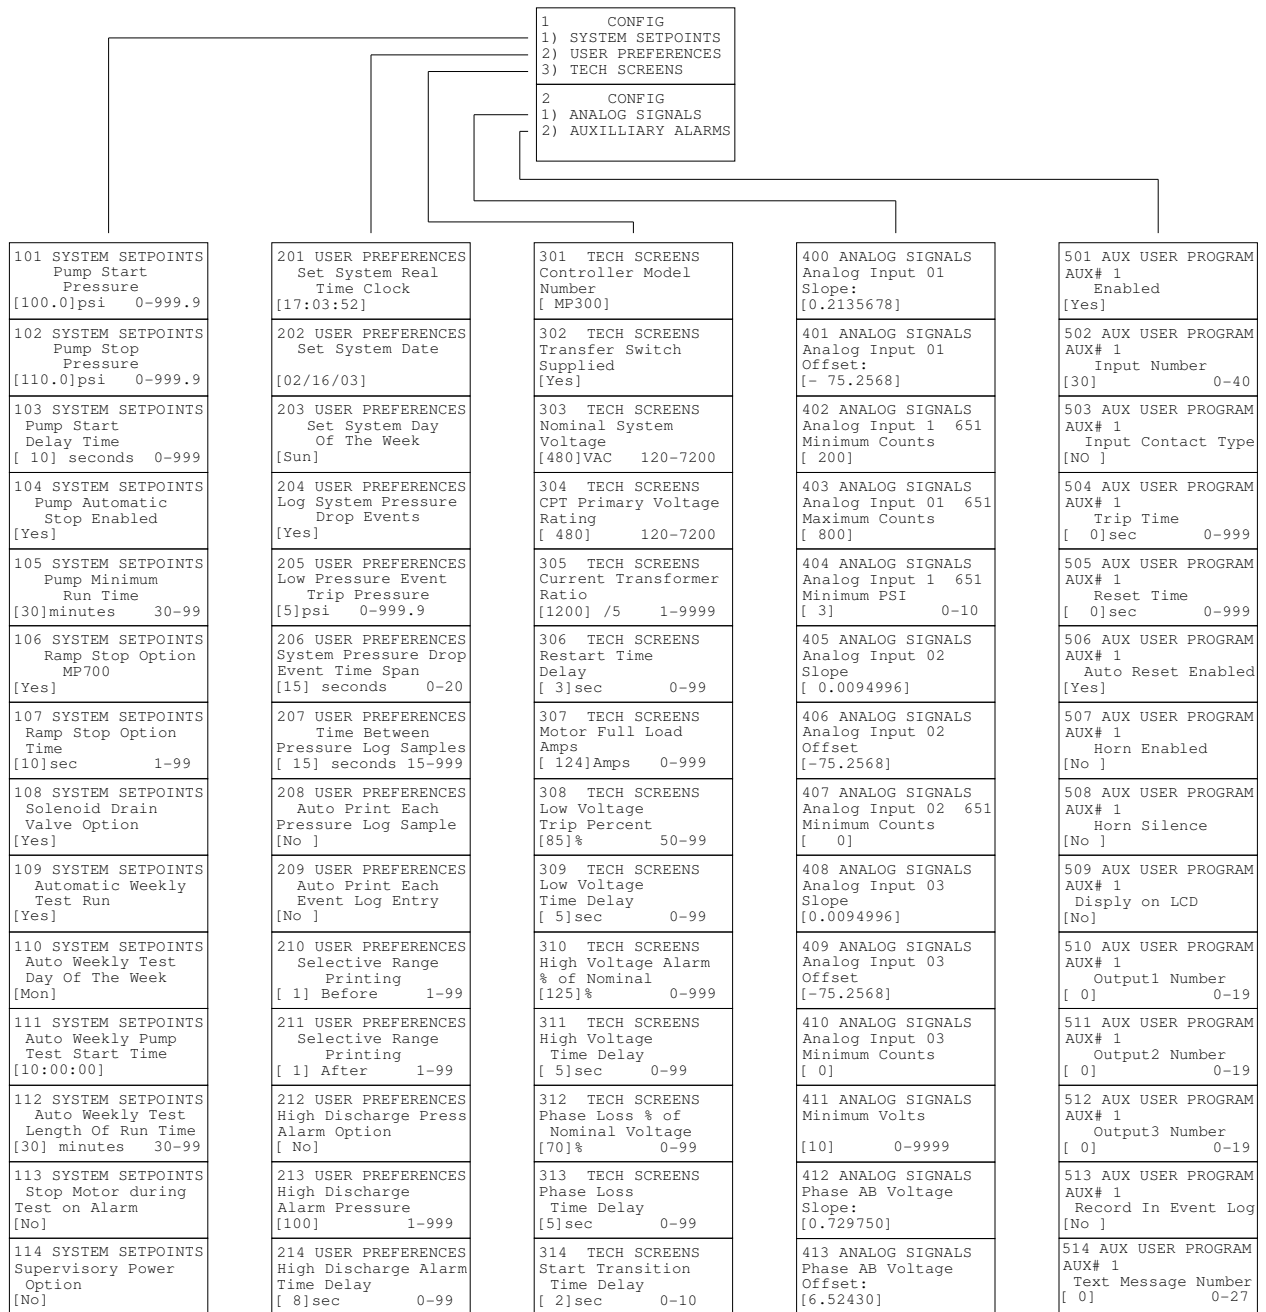 1 CONFIG
1) SYSTEM SETPOINTS
2) USER PREFERENCES
3) TECH SCREENS
2 CONFIG
1) ANALOG SIGNALS
2) AUXILLIARY ALARMS
101 SYSTEM SETPOINTS
Pump Start
Pressure
[100.0]psi 0-999.9
102 SYSTEM SETPOINTS
Pump Stop
Pressure
[110.0]psi 0-999.9
103 SYSTEM SETPOINTS
Pump Start
Delay Time
[ 10] seconds 0-999
104 SYSTEM SETPOINTS
Pump Automatic
Stop Enabled
[Yes]
105 SYSTEM SETPOINTS
Pump Minimum
Run Time
[30]minutes 30-99
106 SYSTEM SETPOINTS
Ramp Stop Option
MP700
[Yes]
107 SYSTEM SETPOINTS
Ramp Stop Option
Time
[10]sec 1-99
108 SYSTEM SETPOINTS
Solenoid Drain
Valve Option
[Yes]
109 SYSTEM SETPOINTS
Automatic Weekly
Test Run
[Yes]
110 SYSTEM SETPOINTS
Auto Weekly Test
Day Of The Week
[Mon]
111 SYSTEM SETPOINTS
Auto Weekly Pump
Test Start Time
[10:00:00]
112 SYSTEM SETPOINTS
Auto Weekly Test
Length Of Run Time
[30] minutes 30-99
113 SYSTEM SETPOINTS
Stop Motor during
Test on Alarm
[No]
114 SYSTEM SETPOINTS
Supervisory Power
Option
[No]
201 USER PREFERENCES
Set System Real
Time Clock
[17:03:52]
202 USER PREFERENCES
Set System Date
[02/16/03]
203 USER PREFERENCES
Set System Day
Of The Week
[Sun]
204 USER PREFERENCES
Log System Pressure
Drop Events
[Yes]
205 USER PREFERENCES
Low Pressure Event
Trip Pressure
[5]psi 0-999.9
206 USER PREFERENCES
System Pressure Drop
Event Time Span
[15] seconds 0-20
207 USER PREFERENCES
Time Between
Pressure Log Samples
[ 15] seconds 15-999
208 USER PREFERENCES
Auto Print Each
Pressure Log Sample
[No ]
209 USER PREFERENCES
Auto Print Each
Event Log Entry
[No ]
210 USER PREFERENCES
Selective Range
Printing
[ 1] Before 1-99
211 USER PREFERENCES
Selective Range
Printing
[ 1] After 1-99
212 USER PREFERENCES
High Discharge Press
Alarm Option
[ No]
213 USER PREFERENCES
High Discharge
Alarm Pressure
[100] 1-999
214 USER PREFERENCES
High Discharge Alarm
Time Delay
[ 8]sec 0-99
301 TECH SCREENS
Controller Model
Number
[ MP300]
302 TECH SCREENS
Transfer Switch
Supplied
[Yes]
303 TECH SCREENS
Nominal System
Voltage
[480]VAC 120-7200
304 TECH SCREENS
CPT Primary Voltage
Rating
[ 480] 120-7200
305 TECH SCREENS
Current Transformer
Ratio
[1200] /5 1-9999
306 TECH SCREENS
Restart Time
Delay
[ 3]sec 0-99
307 TECH SCREENS
Motor Full Load
Amps
[ 124]Amps 0-999
308 TECH SCREENS
Low Voltage
Trip Percent
[85]% 50-99
309 TECH SCREENS
Low Voltage
Time Delay
[ 5]sec 0-99
310 TECH SCREENS
High Voltage Alarm
% of Nominal
[125]% 0-999
311 TECH SCREENS
High Voltage
Time Delay
[ 5]sec 0-99
312 TECH SCREENS
Phase Loss % of
Nominal Voltage
[70]% 0-99
313 TECH SCREENS
Phase Loss
Time Delay
[5]sec 0-99
314 TECH SCREENS
Start Transition
Time Delay
[ 2]sec 0-10
400 ANALOG SIGNALS
Analog Input 01
Slope:
[0.2135678]
401 ANALOG SIGNALS
Analog Input 01
Offset:
[- 75.2568]
402 ANALOG SIGNALS
Analog Input 1 651
Minimum Counts
[ 200]
403 ANALOG SIGNALS
Analog Input 01 651
Maximum Counts
[ 800]
404 ANALOG SIGNALS
Analog Input 1 651
Minimum PSI
[ 3] 0-10
405 ANALOG SIGNALS
Analog Input 02
Slope
[ 0.0094996]
406 ANALOG SIGNALS
Analog Input 02
Offset
[-75.2568]
407 ANALOG SIGNALS
Analog Input 02 651
Minimum Counts
[ 0]
408 ANALOG SIGNALS
Analog Input 03
Slope
[0.0094996]
409 ANALOG SIGNALS
Analog Input 03
Offset
[-75.2568]
410 ANALOG SIGNALS
Analog Input 03
Minimum Counts
[ 0]
411 ANALOG SIGNALS
Minimum Volts
[10] 0-9999
412 ANALOG SIGNALS
Phase AB Voltage
Slope:
[0.729750]
413 ANALOG SIGNALS
Phase AB Voltage
Offset:
[6.52430]
501 AUX USER PROGRAM
AUX# 1
Enabled
[Yes]
502 AUX USER PROGRAM
AUX# 1
Input Number
[30] 0-40
503 AUX USER PROGRAM
AUX# 1
Input Contact Type
[NO ]
504 AUX USER PROGRAM
AUX# 1
Trip Time
[ 0]sec 0-999
505 AUX USER PROGRAM
AUX# 1
Reset Time
[ 0]sec 0-999
506 AUX USER PROGRAM
AUX# 1
Auto Reset Enabled
[Yes]
507 AUX USER PROGRAM
AUX# 1
Horn Enabled
[No ]
508 AUX USER PROGRAM
AUX# 1
Horn Silence
[No ]
509 AUX USER PROGRAM
AUX# 1
Disply on LCD
[No]
510 AUX USER PROGRAM
AUX# 1
Output1 Number
[ 0] 0-19
511 AUX USER PROGRAM
AUX# 1
Output2 Number
[ 0] 0-19
512 AUX USER PROGRAM
AUX# 1
Output3 Number
[ 0] 0-19
513 AUX USER PROGRAM
AUX# 1
Record In Event Log
[No ]
514 AUX USER PROGRAM
AUX# 1
Text Message Number
[ 0] 0-27